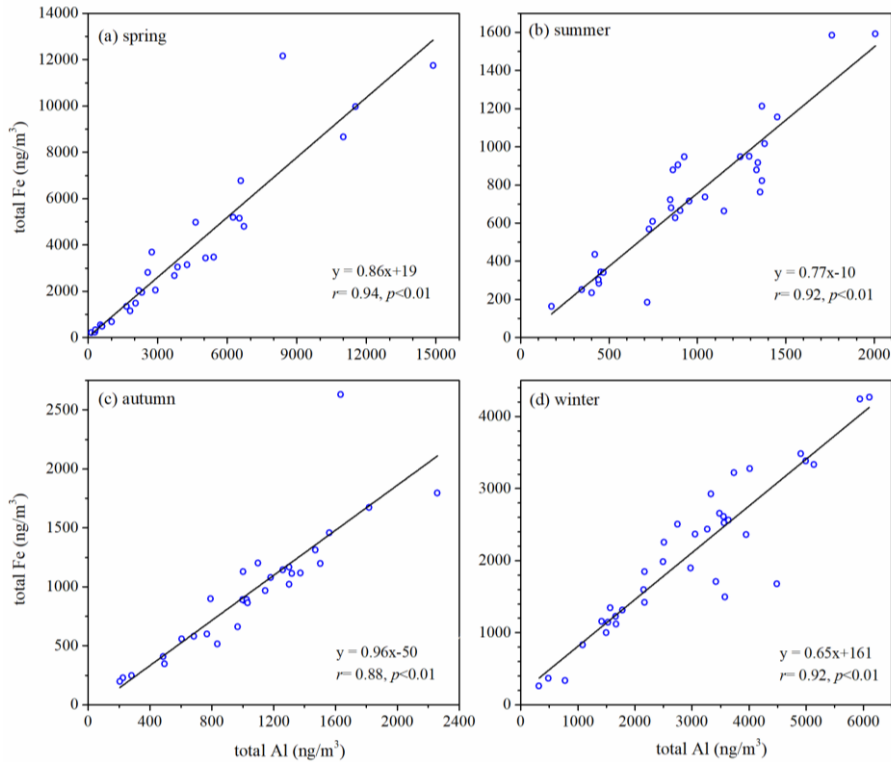 (a) spring
14000
12000
10000
8000
6000
4000
2000
0
0 3000 6000 9000 12000 15000
y = 0.86x+19
r= 0.94, p<0.01
total Fe (ng/m³)
(b) summer
1600
1400
1200
1000
800
600
400
200
0
500 1000 1500 2000
y = 0.77x-10
r= 0.92, p<0.01
(c) autumn
2500
2000
1500
1000
500
0
0 400 800 1200 1600 2000 2400
y = 0.96x-50
r= 0.88, p<0.01
total Fe (ng/m³)
total Al (ng/m³)
(d) winter
4000
3000
2000
1000
0
0 1000 2000 3000 4000 5000 6000
y = 0.65x+161
r= 0.92, p<0.01
total Al (ng/m³)